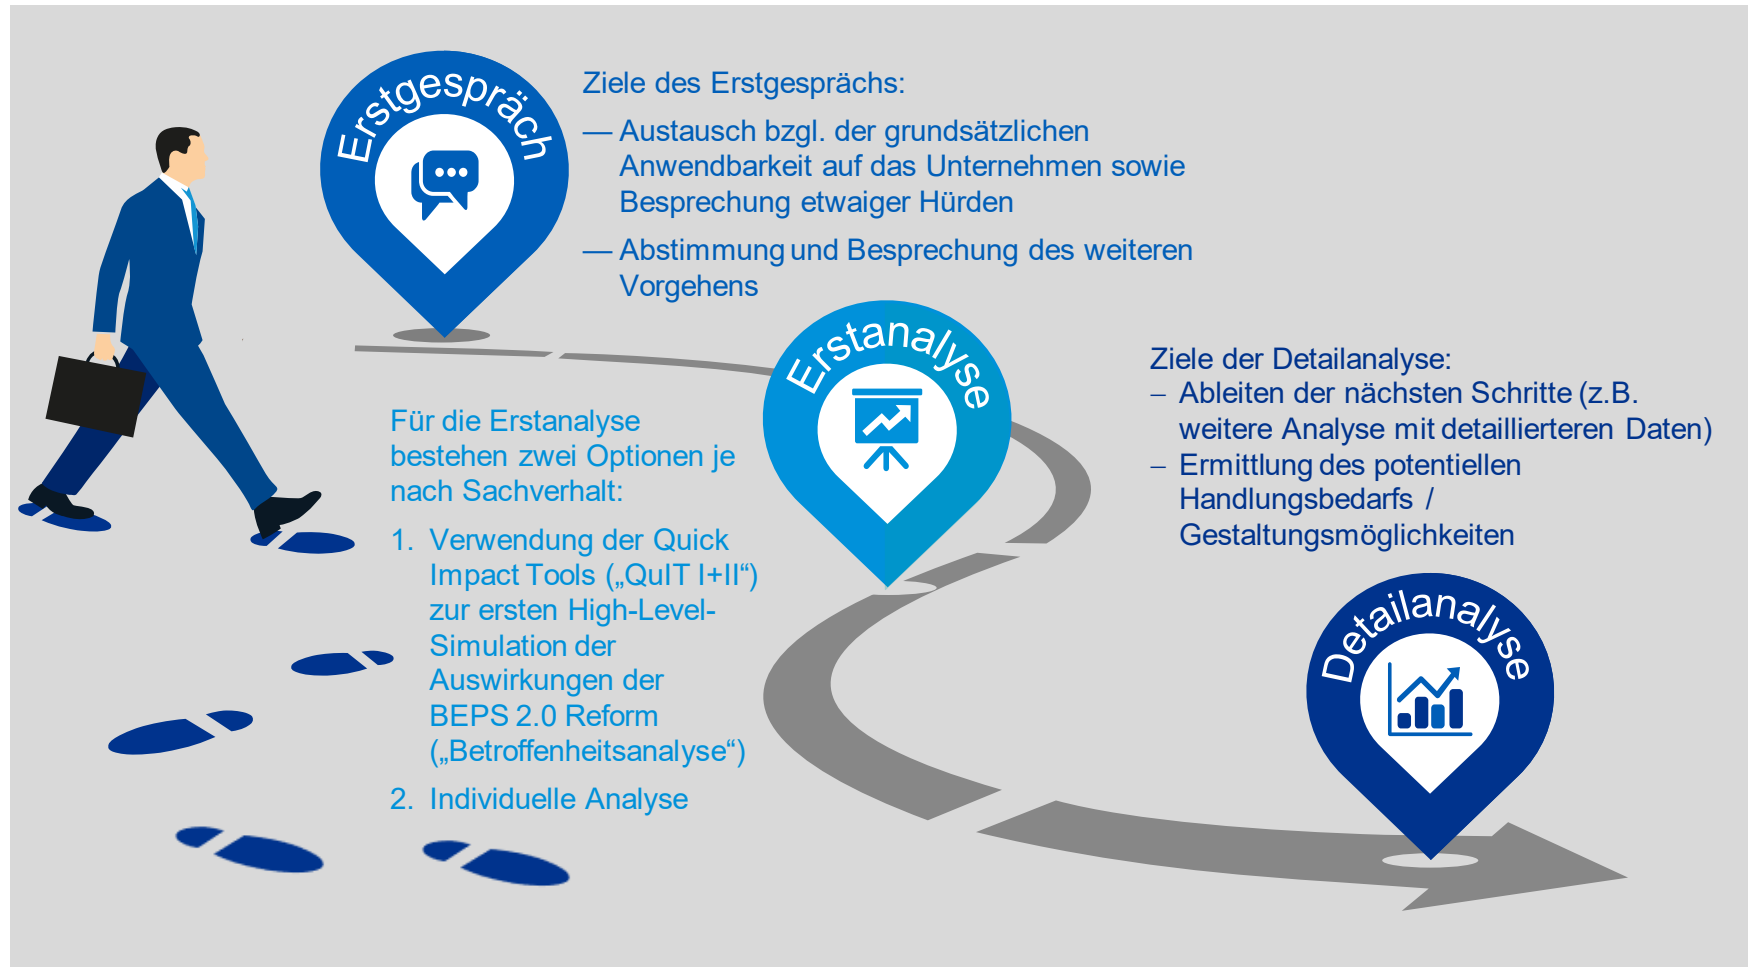 Erstgespräch
Ziele des Erstgesprächs:
— Austausch bzgl. der grundsätzlichen
Anwendbarkeit auf das Unternehmen sowie
Besprechung etwaiger Hürden
— Abstimmung und Besprechung des weiteren
Vorgehens
Erstanalyse
Für die Erstanalyse
bestehen zwei Optionen je
nach Sachverhalt:
1. Verwendung der Quick
Impact Tools („QuIT I+II“)
zur ersten High-Level-
Simulation der
Auswirkungen der
BEPS 2.0 Reform
(„Betroffenheitsanalyse“)
2. Individuelle Analyse
Ziele der Detailanalyse:
– Ableiten der nächsten Schritte (z.B.
weitere Analyse mit detaillierteren Daten)
– Ermittlung des potentiellen
Handlungsbedarfs /
Gestaltungsmöglichkeiten
Detailanalyse